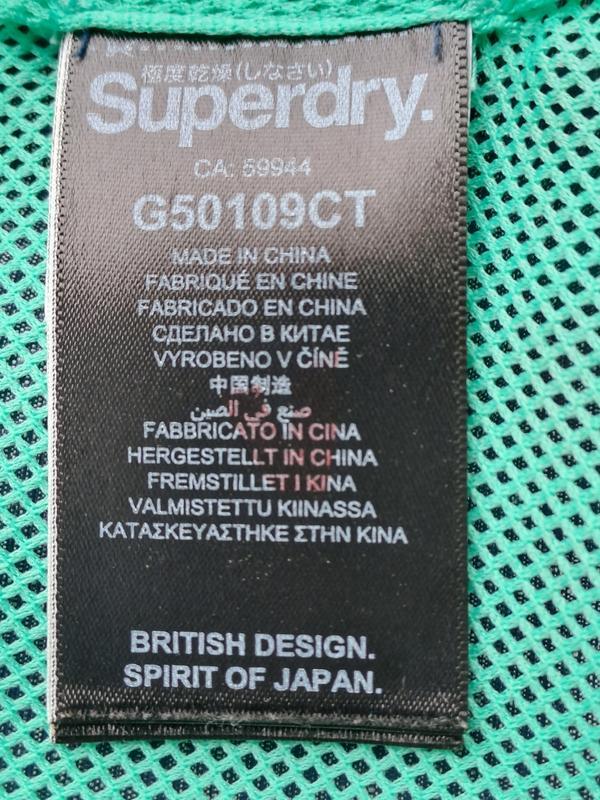 極度乾燥(しなさい)
Superdry.
CA: 59944
G50109CT
MADE IN CHINA
FABRIQUÉ EN CHINE
FABRICADO EN CHINA
СДЕЛАНО В КИТАЕ
VYROBENO V ČÍNĚ
中国制造
صنع في الصين
FABBRICATO IN CINA
HERGESTELLT IN CHINA
FREMSTILLET I KINA
VALMISTETTU KIINASSA
ΚΑΤΑΣΚΕΥΑΣΤΗΚΕ ΣΤΗΝ ΚΙΝΑ
BRITISH DESIGN.
SPIRIT OF JAPAN.